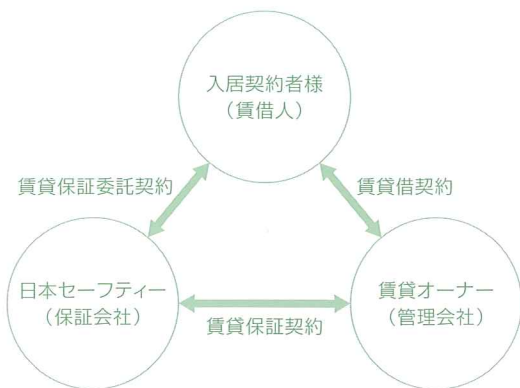 入居契約者様
（賃借人）
賃貸保証委託契約
賃貸借契約
日本セーフティー
（保証会社）
賃貸保証契約
賃貸オーナー
（管理会社）